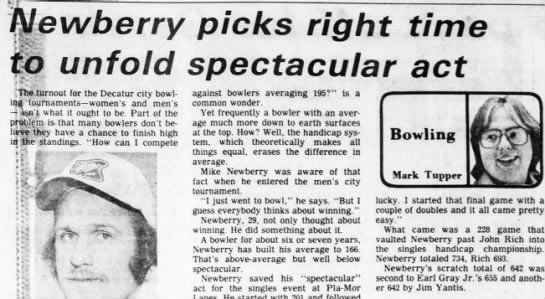 Newberry picks right time
to unfold spectacular act
The turnout for the Decatur city bowl-
ing tournaments—women's and men's
— isn't what it ought to be. Part of the
problem is that many bowlers don't be-
lieve they have a chance to finish high
in the standings. "How can I compete
against bowlers averaging 195?" is a
common wonder.
Yet frequently a bowler with an aver-
age much more down to earth surfaces
at the top. How? Well, the handicap sys-
tem, which theoretically makes all
things equal, erases the difference in
average.
Mike Newberry was aware of that
fact when he entered the men's city
tournament.
"I just went to bowl," he says. "But I
guess everybody thinks about winning."
Newberry, 29, not only thought about
winning. He did something about it.
A bowler for about six or seven years,
Newberry has built his average to 166.
That's above-average but well below
spectacular.
Newberry saved his "spectacular"
act for the singles event at Pla-Mor
Lanes. He started with 201 and followed
Bowling
Mark Tupper
lucky. I started that final game with a
couple of doubles and it all came pretty
easy."
What came was a 228 game that
vaulted Newberry past John Rich into
the singles handicap championship.
Newberry totaled 734, Rich 693.
Newberry's scratch total of 642 was
second to Earl Gray Jr.'s 655 and anoth-
er 642 by Jim Yantis.